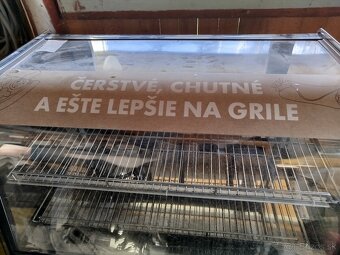 ČERSTVÉ, CHUTNÉ
A EŠTE LEPŠIE NA GRILE